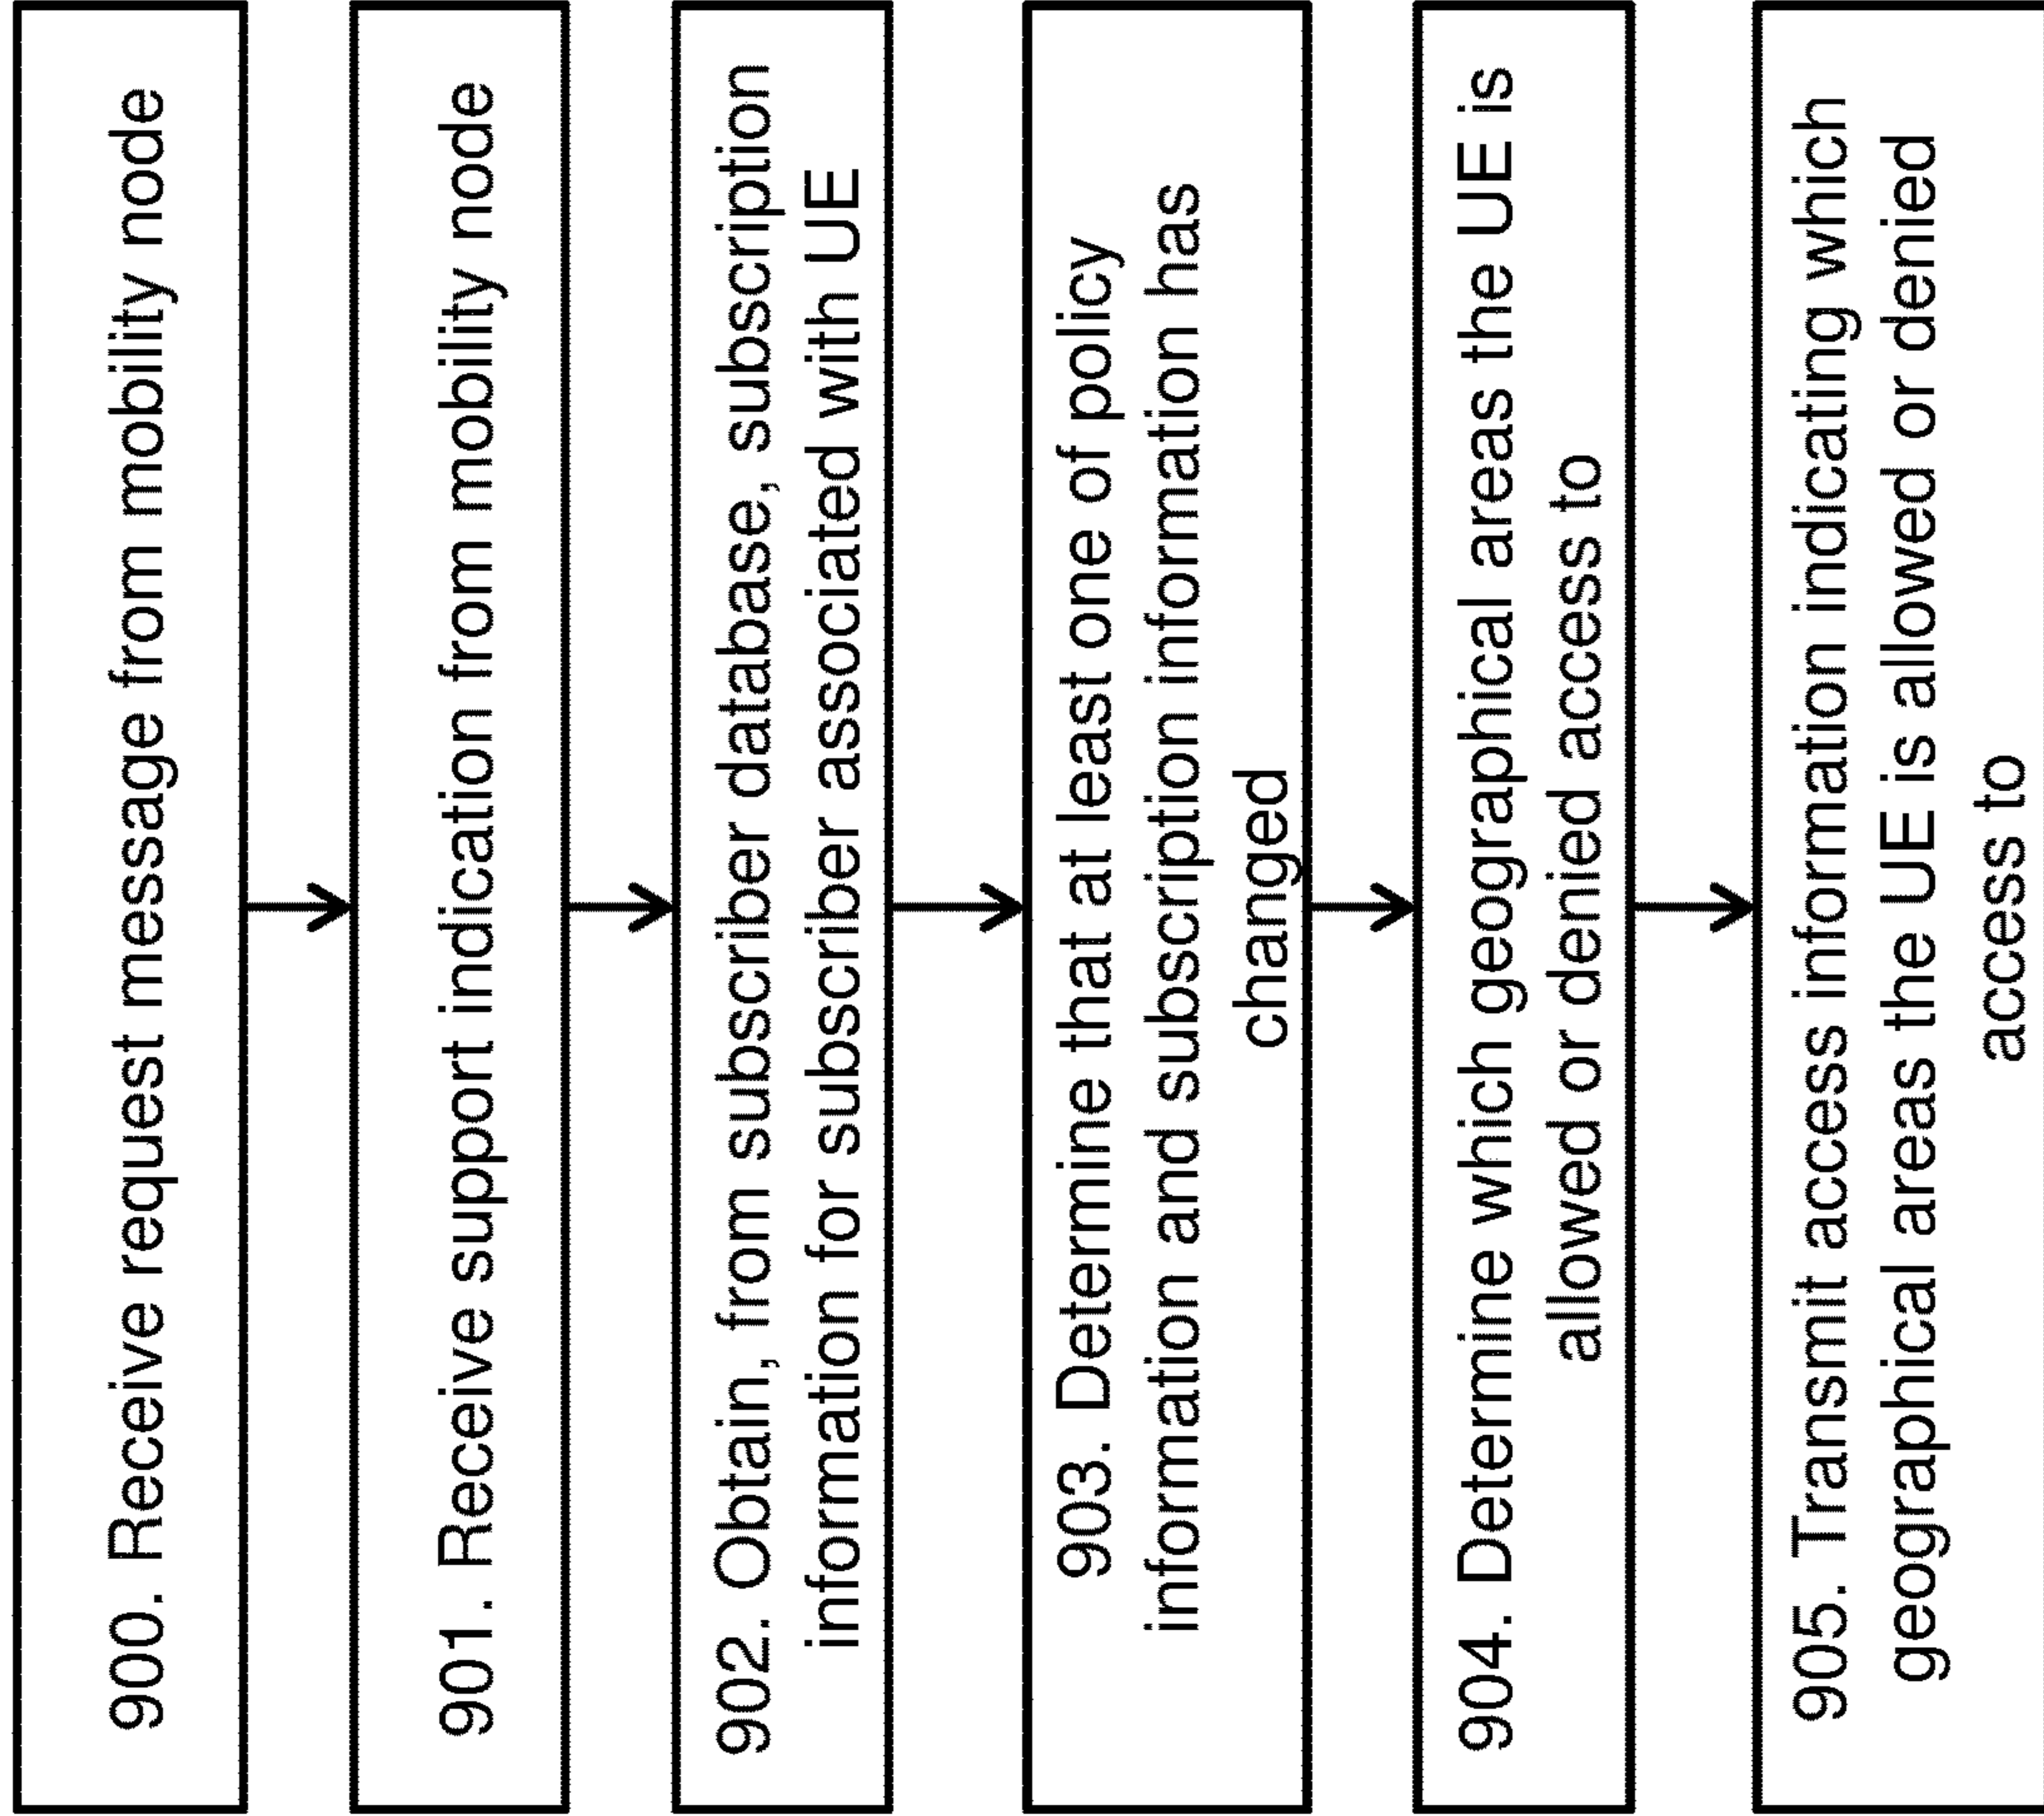 900. Receive request message from mobility node
901. Receive support indication from mobility node
902. Obtain, from subscriber database, subscription
information for subscriber associated with UE
903. Determine that at least one of policy
information and subscription information has
changed
904. Determine which geographical areas the UE is
allowed or denied access to
905. Transmit access information indicating which
geographical areas the UE is allowed or denied
access to